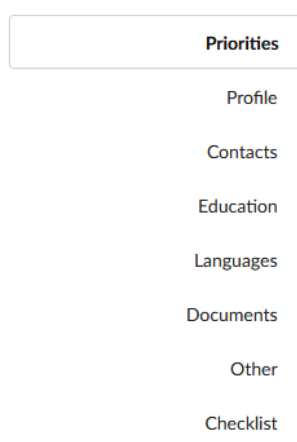 Priorities
Profile
Contacts
Education
Languages
Documents
Other
Checklist